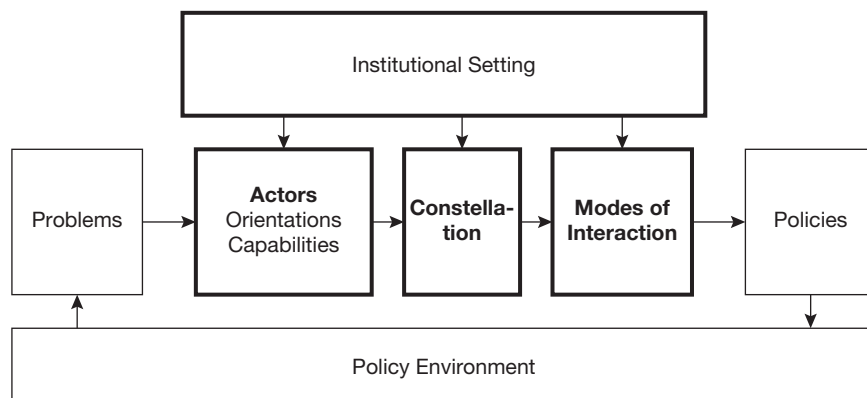 Institutional Setting
Problems
Actors
Orientations
Capabilities
Constella-
tion
Modes of
Interaction
Policies
Policy Environment